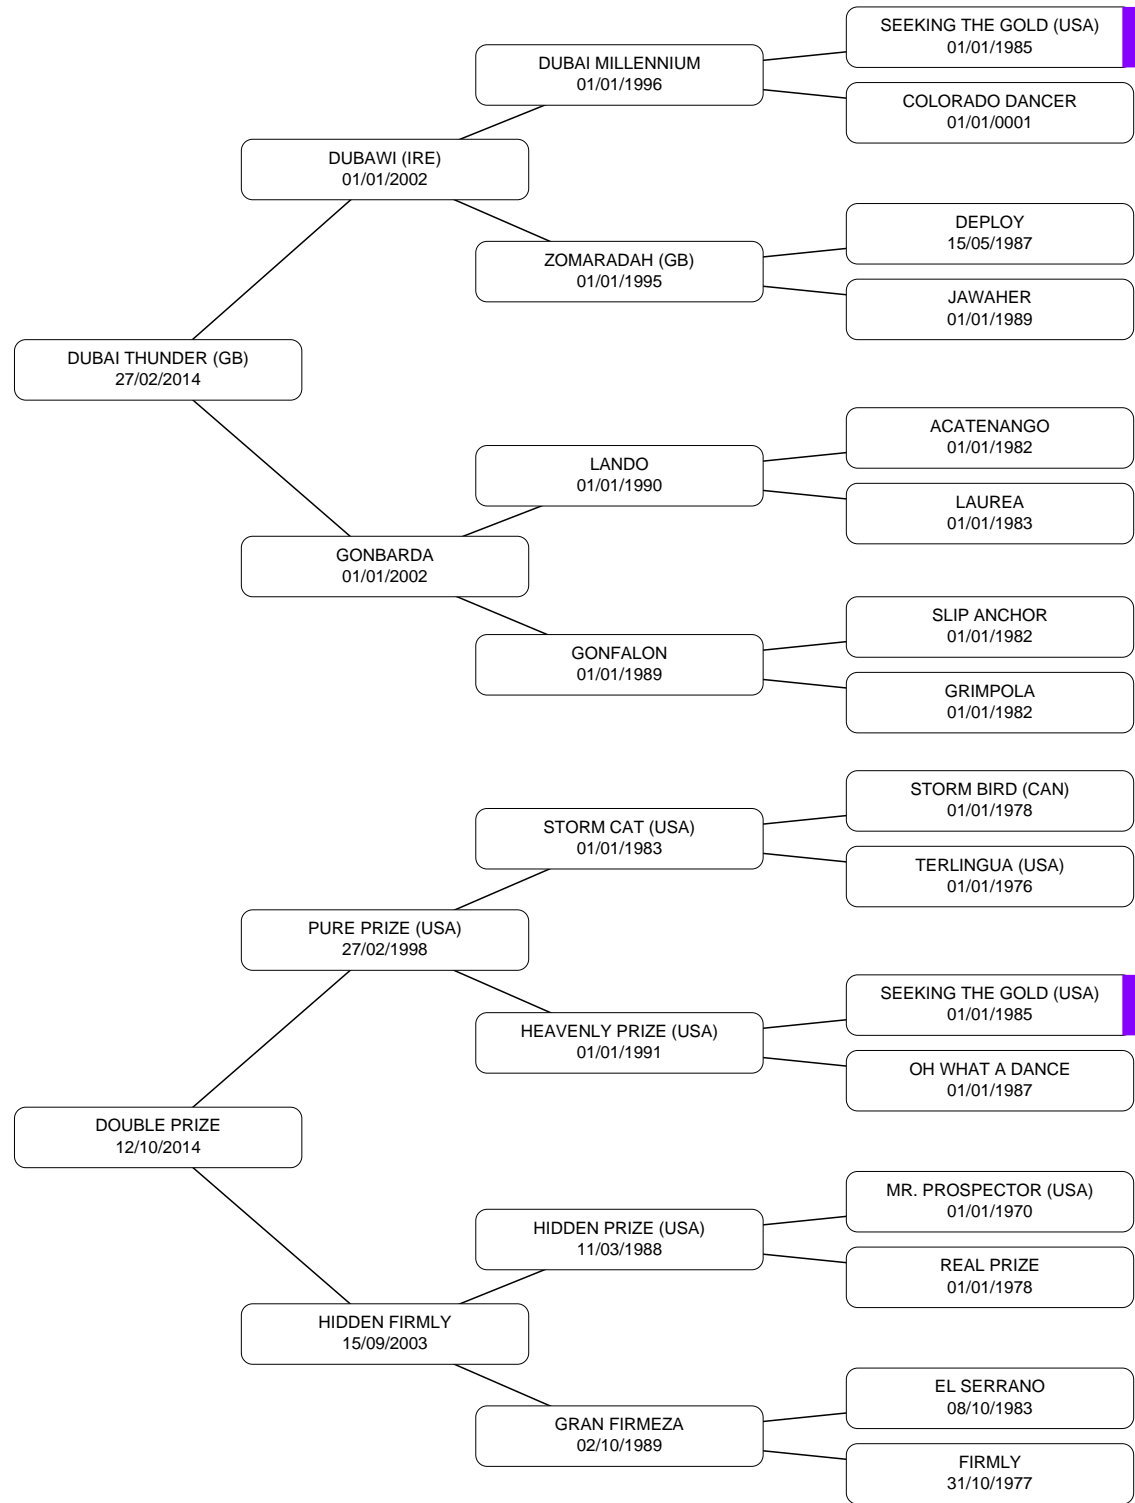 SEEKING THE GOLD (USA)
01/01/1985
DUBAI MILLENNIUM
01/01/1996
COLORADO DANCER
01/01/0001
DUBAWI (IRE)
01/01/2002
DEPLOY
15/05/1987
ZOMARADAH (GB)
01/01/1995
JAWAHER
01/01/1989
DUBAI THUNDER (GB)
27/02/2014
ACATENANGO
01/01/1982
LANDO
01/01/1990
LAUREA
01/01/1983
GONBARDA
01/01/2002
SLIP ANCHOR
01/01/1982
GONFALON
01/01/1989
GRIMPOLA
01/01/1982
STORM BIRD (CAN)
01/01/1978
STORM CAT (USA)
01/01/1983
TERLINGUA (USA)
01/01/1976
PURE PRIZE (USA)
27/02/1998
SEEKING THE GOLD (USA)
01/01/1985
HEAVENLY PRIZE (USA)
01/01/1991
OH WHAT A DANCE
01/01/1987
DOUBLE PRIZE
12/10/2014
MR. PROSPECTOR (USA)
01/01/1970
HIDDEN PRIZE (USA)
11/03/1988
REAL PRIZE
01/01/1978
HIDDEN FIRMLY
15/09/2003
EL SERRANO
08/10/1983
GRAN FIRMEZA
02/10/1989
FIRMLY
31/10/1977